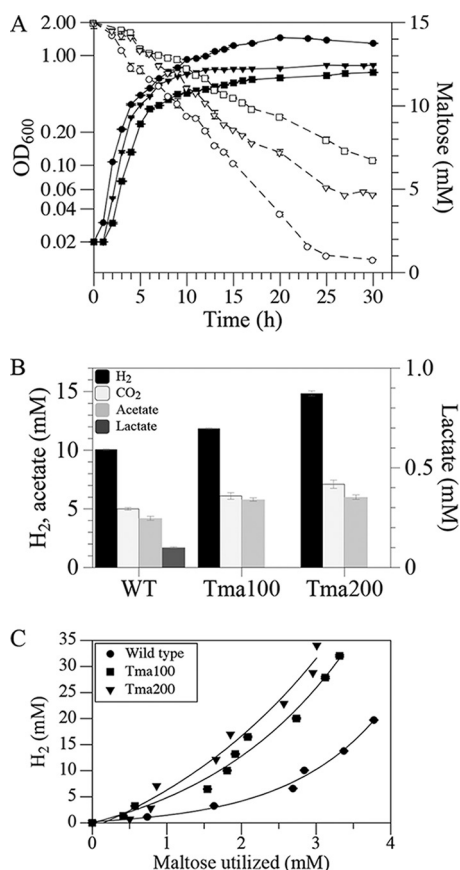 A
2.00
1.00
0.20
0.10
0.06
0.04
0.02
OD600
15
10
5
0
Maltose (mM)
0 5 10 15 20 25 30
Time (h)
B
H2
CO2
Acetate
Lactate
15
10
5
0
H2, acetate (mM)
1.0
0.5
0
Lactate (mM)
WT Tma100 Tma200
C
Wild type
Tma100
Tma200
35
30
25
20
15
10
5
0
H2 (mM)
0 1 2 3 4
Maltose utilized (mM)